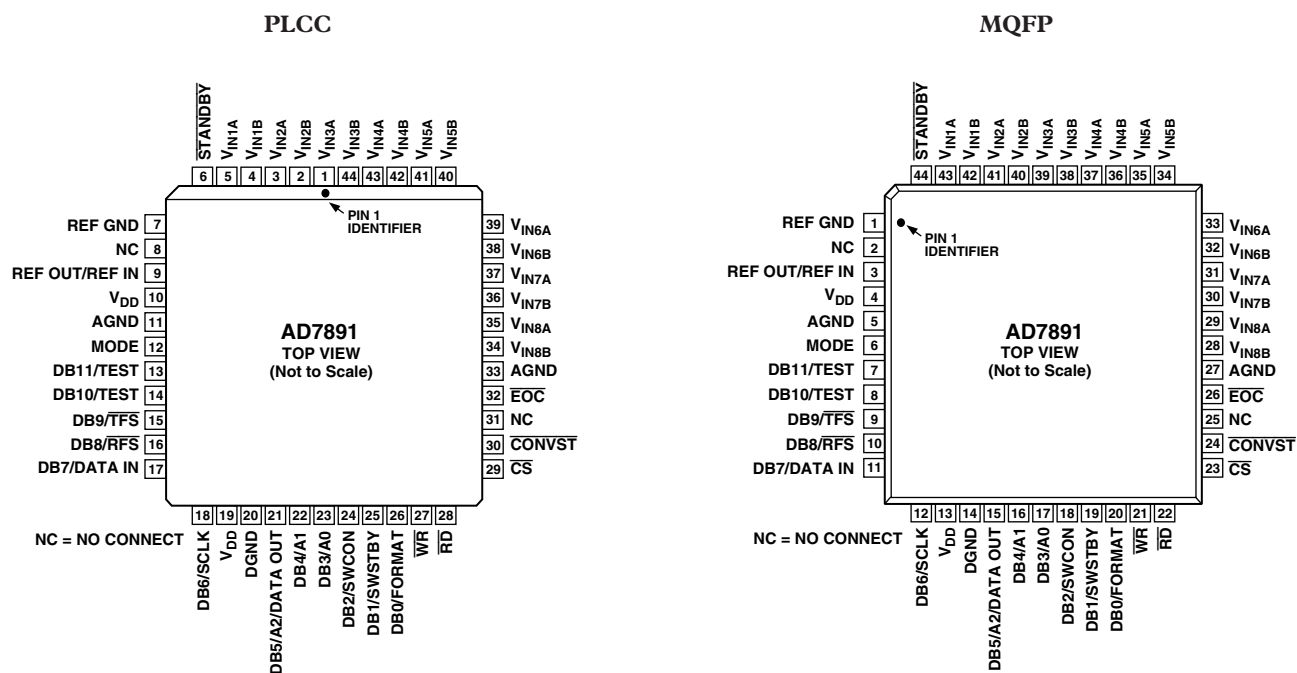 PLCC
STANDBY
VIN1A
VIN1B
VIN2A
VIN2B
VIN3A
VIN3B
VIN4A
VIN4B
VIN5A
VIN5B
6 5 4 3 2 1 44 43 42 41 40
PIN 1
IDENTIFIER
REF GND 7
NC 8
REF OUT/REF IN 9
VDD 10
AGND 11
MODE 12
DB11/TEST 13
DB10/TEST 14
DB9/TFS 15
DB8/RFS 16
DB7/DATA IN 17
AD7891
TOP VIEW
(Not to Scale)
39 VIN6A
38 VIN6B
37 VIN7A
36 VIN7B
35 VIN8A
34 VIN8B
33 AGND
32 EOC
31 NC
30 CONVST
29 CS
18 19 20 21 22 23 24 25 26 27 28
NC = NO CONNECT
DB6/SCLK
VDD
DGND
DB5/A2/DATA OUT
DB4/A1
DB3/A0
DB2/SWCON
DB1/SWSTBY
DB0/FORMAT
WR
RD
MQFP
STANDBY
VIN1A
VIN1B
VIN2A
VIN2B
VIN3A
VIN3B
VIN4A
VIN4B
VIN5A
VIN5B
44 43 42 41 40 39 38 37 36 35 34
PIN 1
IDENTIFIER
REF GND 1
NC 2
REF OUT/REF IN 3
VDD 4
AGND 5
MODE 6
DB11/TEST 7
DB10/TEST 8
DB9/TFS 9
DB8/RFS 10
DB7/DATA IN 11
AD7891
TOP VIEW
(Not to Scale)
33 VIN6A
32 VIN6B
31 VIN7A
30 VIN7B
29 VIN8A
28 VIN8B
27 AGND
26 EOC
25 NC
24 CONVST
23 CS
12 13 14 15 16 17 18 19 20 21 22
NC = NO CONNECT
DB6/SCLK
VDD
DGND
DB5/A2/DATA OUT
DB4/A1
DB3/A0
DB2/SWCON
DB1/SWSTBY
DB0/FORMAT
WR
RD